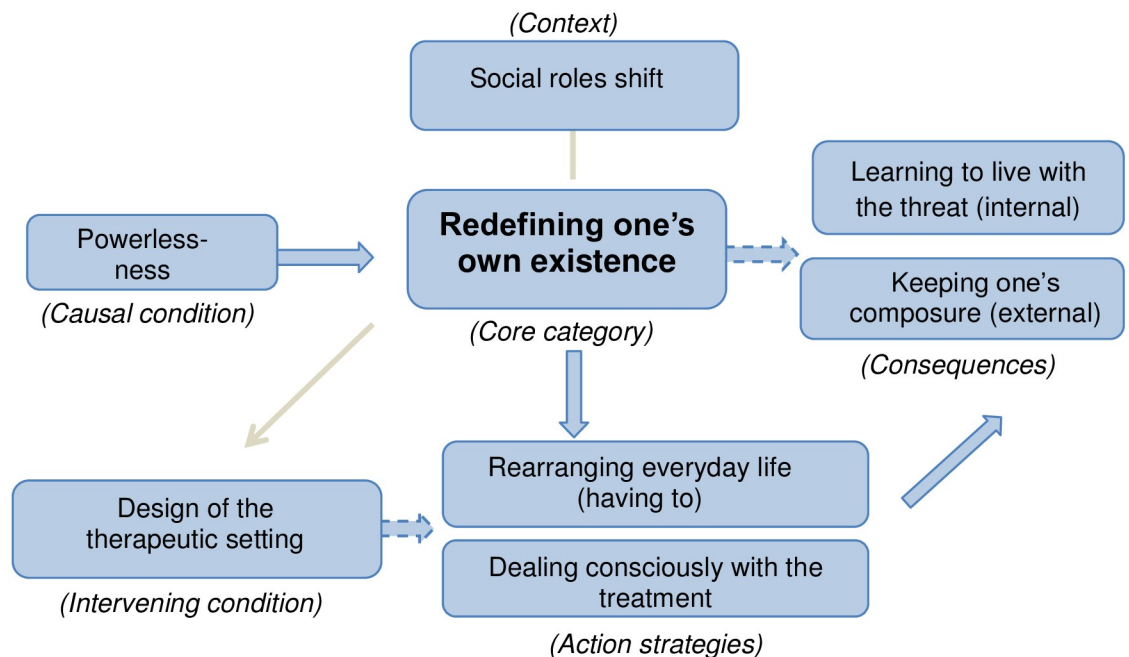 (Context)
Social roles shift
Learning to live with
the threat (internal)
Redefining one’s
own existence
Powerless-
ness
(Causal condition)
Keeping one’s
composure (external)
(Core category)
(Consequences)
Rearranging everyday life
(having to)
Design of the
therapeutic setting
(Intervening condition)
Dealing consciously with the
treatment
(Action strategies)